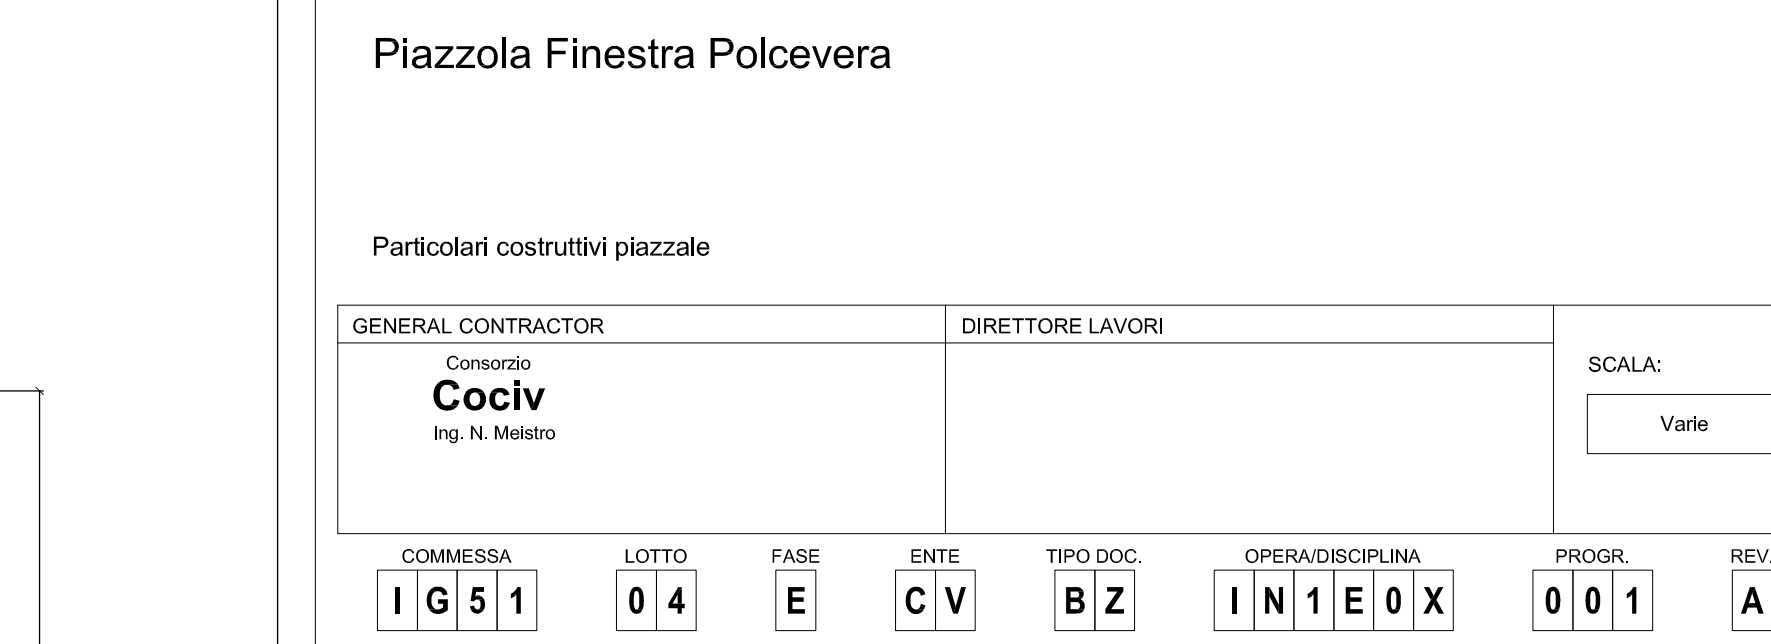 Piazzola Finestra Polcevera
Particolari costruttivi piazzale
GENERAL CONTRACTOR
Consorzio
Cociv
Ing. N. Meistro
DIRETTORE LAVORI
SCALA:
Varie
COMMESSA LOTTO FASE ENTE TIPO DOC. OPERA/DISCIPLINA PROGR. REV.
IG51 04 E CV BZ IN1E0X 001 A